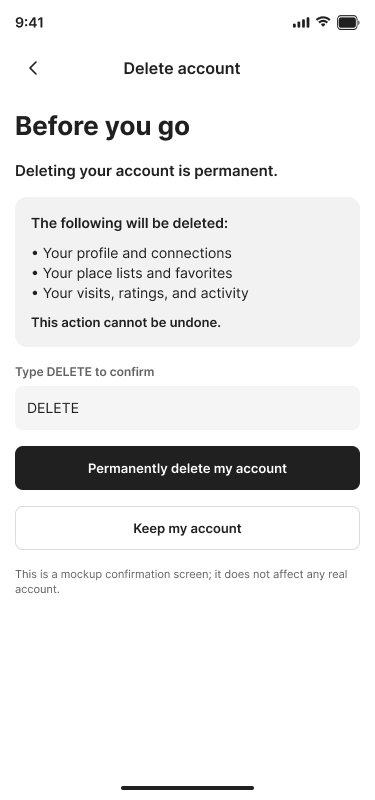 9:41
Delete account
Before you go
Deleting your account is permanent.
The following will be deleted:
• Your profile and connections
• Your place lists and favorites
• Your visits, ratings, and activity
This action cannot be undone.
Type DELETE to confirm
DELETE
Permanently delete my account
Keep my account
This is a mockup confirmation screen; it does not affect any real
account.